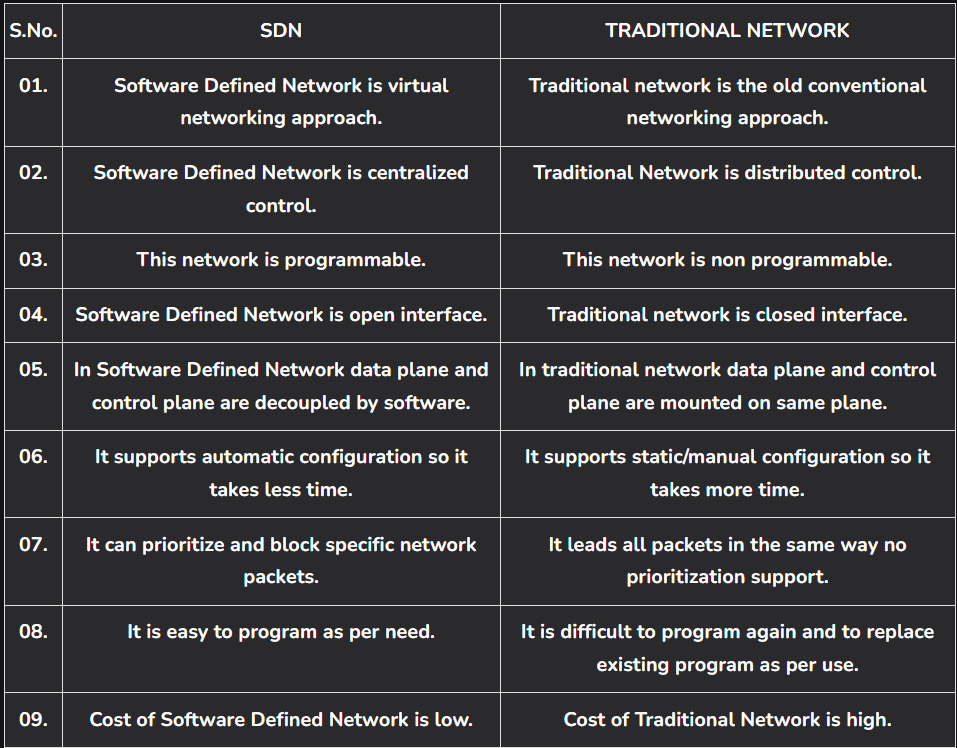 S.No. SDN TRADITIONAL NETWORK
01. Software Defined Network is virtual
networking approach.
Traditional network is the old conventional
networking approach.
02. Software Defined Network is centralized
control.
Traditional Network is distributed control.
03. This network is programmable. This network is non programmable.
04. Software Defined Network is open interface. Traditional network is closed interface.
05. In Software Defined Network data plane and
control plane are decoupled by software.
In traditional network data plane and control
plane are mounted on same plane.
06. It supports automatic configuration so it
takes less time.
It supports static/manual configuration so it
takes more time.
07. It can prioritize and block specific network
packets.
It leads all packets in the same way no
prioritization support.
08. It is easy to program as per need.
It is difficult to program again and to replace
existing program as per use.
09. Cost of Software Defined Network is low. Cost of Traditional Network is high.